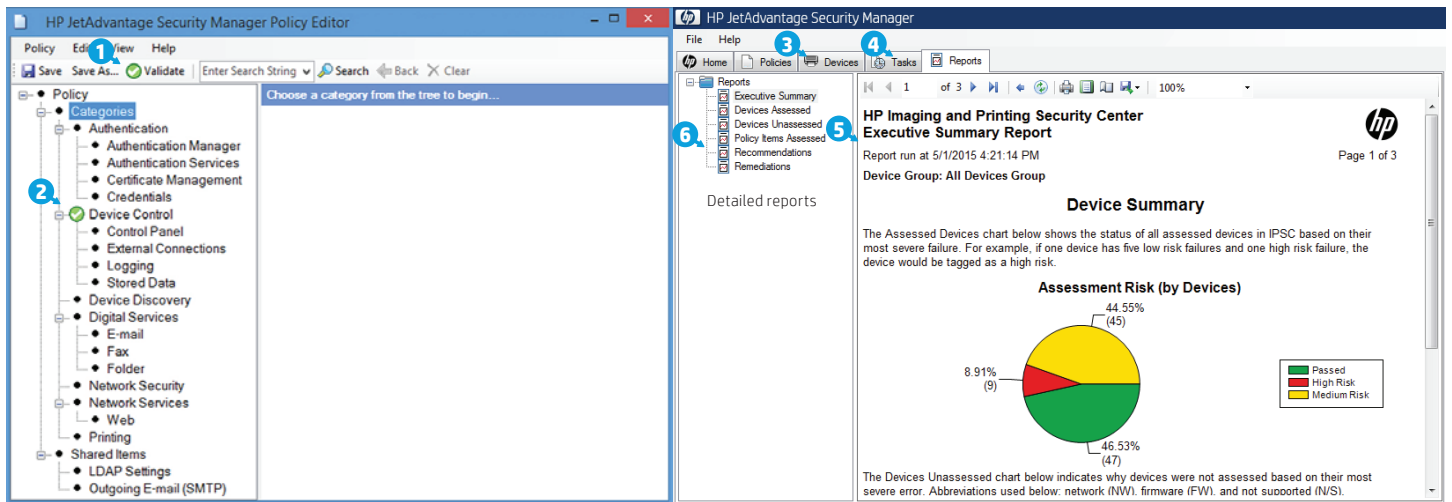 HP JetAdvantage Security Manager Policy Editor
Policy Edit View Help
1
Save Save As... Validate Enter Search String Search Back Clear
Policy
Categories
Authentication
Authentication Manager
Authentication Services
Certificate Management
Credentials
2
Device Control
Control Panel
External Connections
Logging
Stored Data
Device Discovery
Digital Services
E-mail
Fax
Folder
Network Security
Network Services
Web
Printing
Shared Items
LDAP Settings
Outgoing E-mail (SMTP)
Choose a category from the tree to begin...
hp HP JetAdvantage Security Manager
File Help
3 4
hp Home Policies Devices Tasks Reports
Reports
Executive Summary
Devices Assessed
Devices Unassessed
Policy Items Assessed
Recommendations
Remediations
6
5
Detailed reports
1 of 3 100%
HP Imaging and Printing Security Center
Executive Summary Report
hp
Report run at 5/1/2015 4:21:14 PM Page 1 of 3
Device Group: All Devices Group
Device Summary
The Assessed Devices chart below shows the status of all assessed devices in IPSC based on their
most severe failure. For example, if one device has five low risk failures and one high risk failure, the
device would be tagged as a high risk.
Assessment Risk (by Devices)
44.55%
(45)
8.91%
(9)
46.53%
(47)
Passed
High Risk
Medium Risk
The Devices Unassessed chart below indicates why devices were not assessed based on their most
severe error. Abbreviations used below: network (NW), firmware (FW), and not supported (N/S).